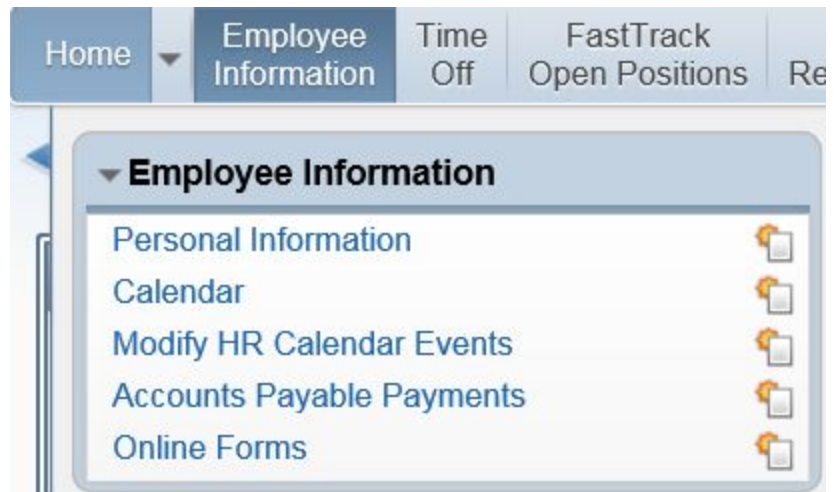 Home
Employee
Information
Time
Off
FastTrack
Open Positions
Employee Information
Personal Information
Calendar
Modify HR Calendar Events
Accounts Payable Payments
Online Forms